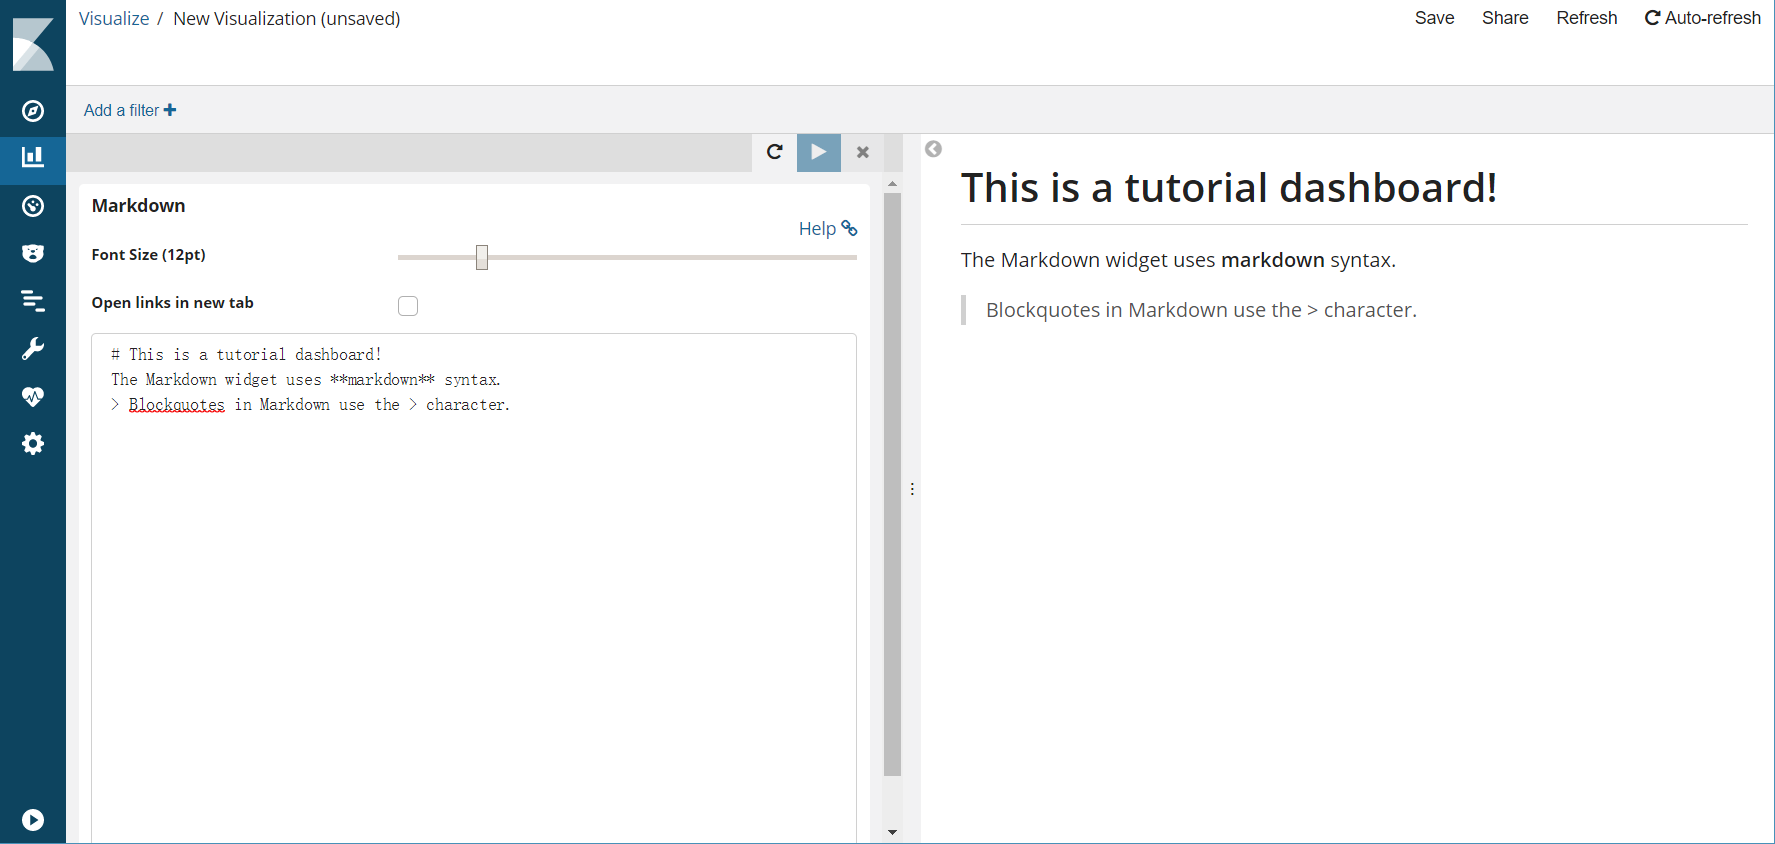 Visualize / New Visualization (unsaved)
Save Share Refresh Auto-refresh
Add a filter
Markdown
Help
Font Size (12pt)
Open links in new tab
# This is a tutorial dashboard!
The Markdown widget uses **markdown** syntax.
> Blockquotes in Markdown use the > character.
This is a tutorial dashboard!
The Markdown widget uses markdown syntax.
Blockquotes in Markdown use the > character.